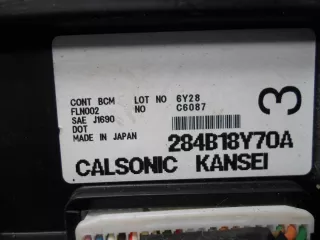 CONT BCM LOT NO 6Y28
FLN002 NO C6087
SAE J1690
DOT
MADE IN JAPAN 284B18Y70A
CALSONIC KANSEI
3